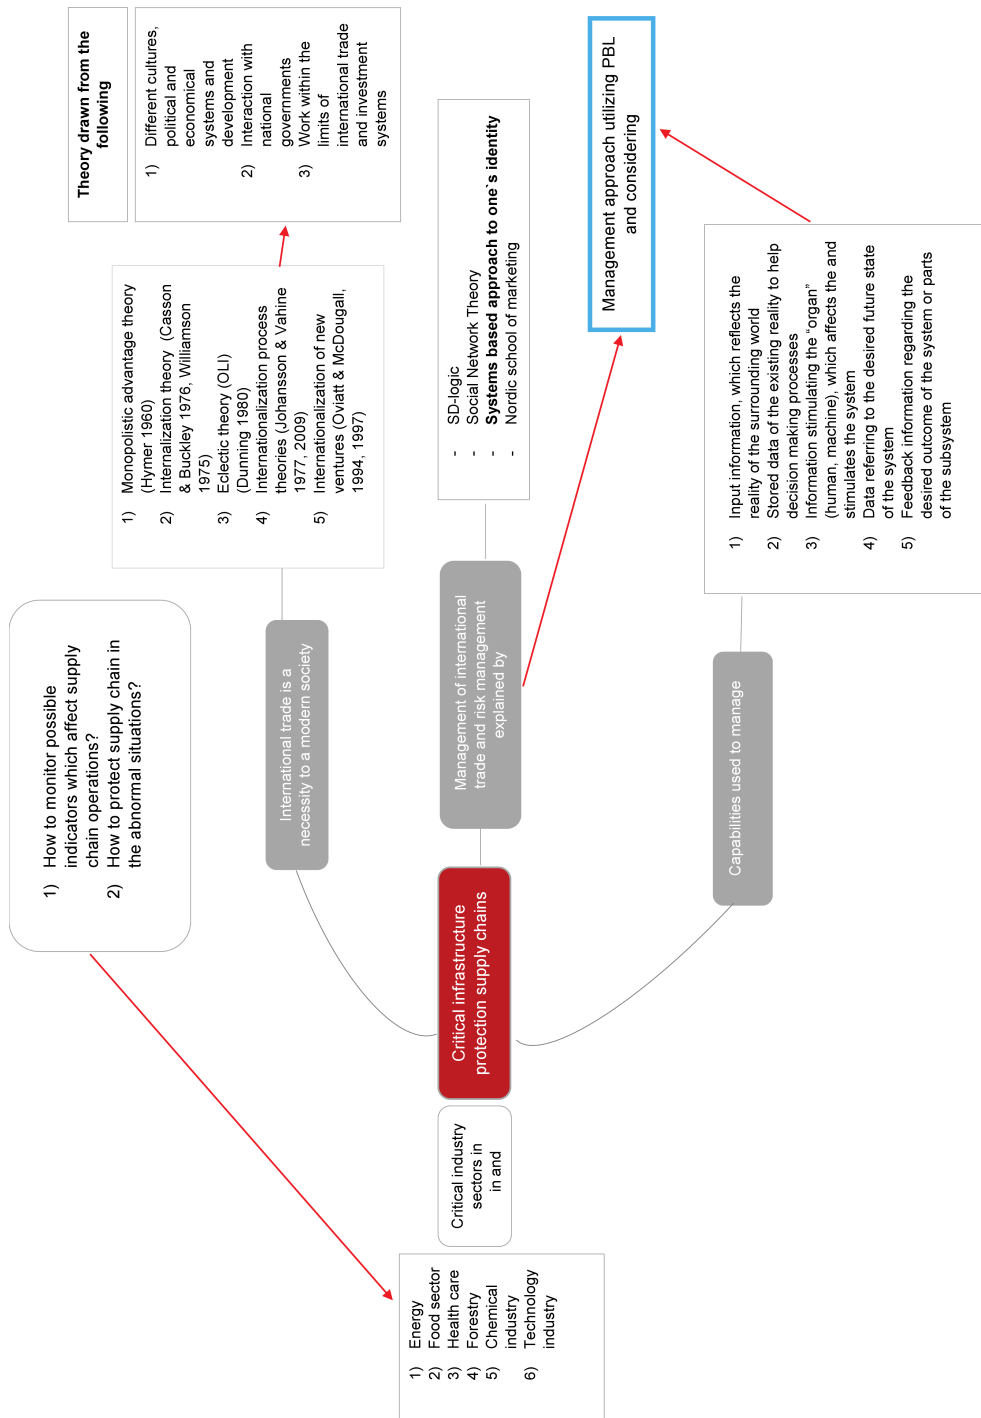 1) How to monitor possible
indicators which affect supply
chain operations?
2) How to protect supply chain in
the abnormal situations?
Theory drawn from the
following
1) Monopolistic advantage theory
(Hymer 1960)
2) Internalization theory (Casson
& Buckley 1976, Williamson
1975)
3) Eclectic theory (OLI)
(Dunning 1980)
4) Internationalization process
theories (Johansson & Vahine
1977, 2009)
5) Internationalization of new
ventures (Oviatt & McDougall,
1994, 1997)
1) Different cultures,
political and
economical
systems and
development
2) Interaction with
national
governments
3) Work within the
limits of
international trade
and investment
systems
International trade is a
necessity to a modern society
1) Energy
2) Food sector
3) Health care
4) Forestry
5) Chemical
industry
6) Technology
industry
Critical industry
sectors in
in and
Critical infrastructure
protection supply chains
Management of international
trade and risk management
explained by
- SD-logic
- Social Network Theory
- Systems based approach to one`s identity
- Nordic school of marketing
Management approach utilizing PBL
and considering
Capabilities used to manage
1) Input information, which reflects the
reality of the surrounding world
2) Stored data of the existing reality to help
decision making processes
3) Information stimulating the “organ”
(human, machine), which affects the and
stimulates the system
4) Data referring to the desired future state
of the system
5) Feedback information regarding the
desired outcome of the system or parts
of the subsystem